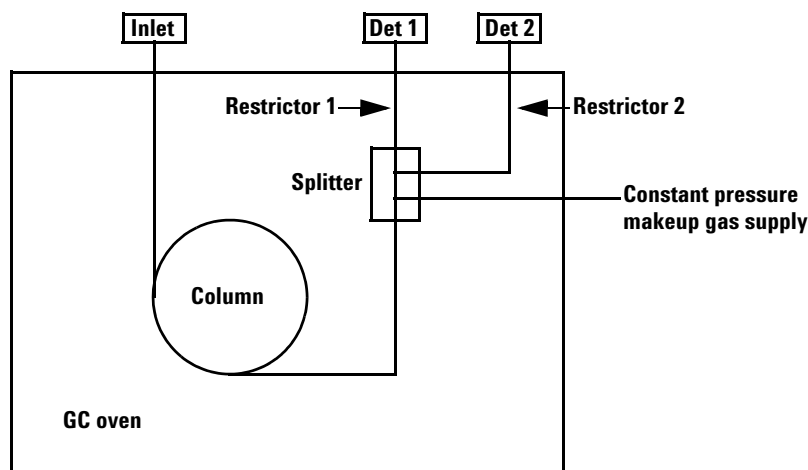 Inlet
Det 1
Det 2
Restrictor 1
Restrictor 2
Splitter
Constant pressure
makeup gas supply
Column
GC oven